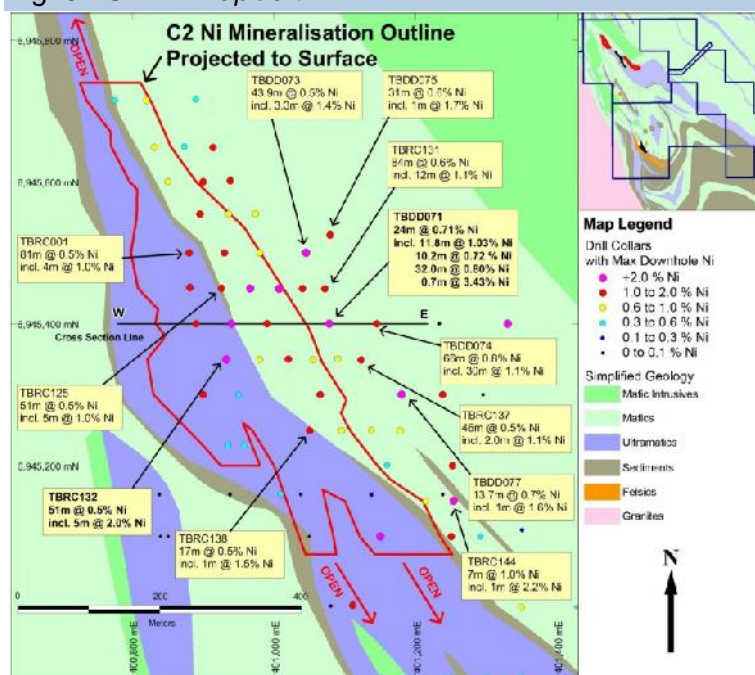 C2 Ni Mineralisation Outline
Projected to Surface
OPEN
6,945,800 mN
TBDD073
43.9m @ 0.5% Ni
incl. 3.3m @ 1.4% Ni
TBDD075
31m @ 0.6% Ni
incl. 1m @ 1.7% Ni
TBRC131
84m @ 0.6% Ni
incl. 12m @ 1.1% Ni
6,945,600 mN
TBDD071
24m @ 0.71% Ni
incl. 11.8m @ 1.03% Ni
10.2m @ 0.72 % Ni
32.0m @ 0.80% Ni
0.7m @ 3.43% Ni
TBRC001
81m @ 0.5% Ni
incl. 4m @ 1.0% Ni
W
E
6,945,400 mN
Cross Section Line
TBDD074
66m @ 0.8% Ni
incl. 30m @ 1.1% Ni
TBRC125
51m @ 0.5% Ni
incl. 5m @ 1.0% Ni
TBRC137
46m @ 0.5% Ni
incl. 2.0m @ 1.1% Ni
6,945,200 mN
TBDD077
13.7m @ 0.7% Ni
incl. 1m @ 1.6% Ni
TBRC132
51m @ 0.5% Ni
incl. 5m @ 2.0% Ni
TBRC138
17m @ 0.5% Ni
incl. 1m @ 1.5% Ni
TBRC144
7m @ 1.0% Ni
incl. 1m @ 2.2% Ni
OPEN
OPEN
0
200
400
Meters
400,800 mE
401,000 mE
401,200 mE
401,400 mE
Map Legend
Drill Collars
with Max Downhole Ni
+2.0 % Ni
1.0 to 2.0 % Ni
0.6 to 1.0 % Ni
0.3 to 0.6 % Ni
0.1 to 0.3 % Ni
0 to 0.1 % Ni
Simplified Geology
Mafic Intrusives
Mafics
Ultramafics
Sediments
Felsics
Granites
N